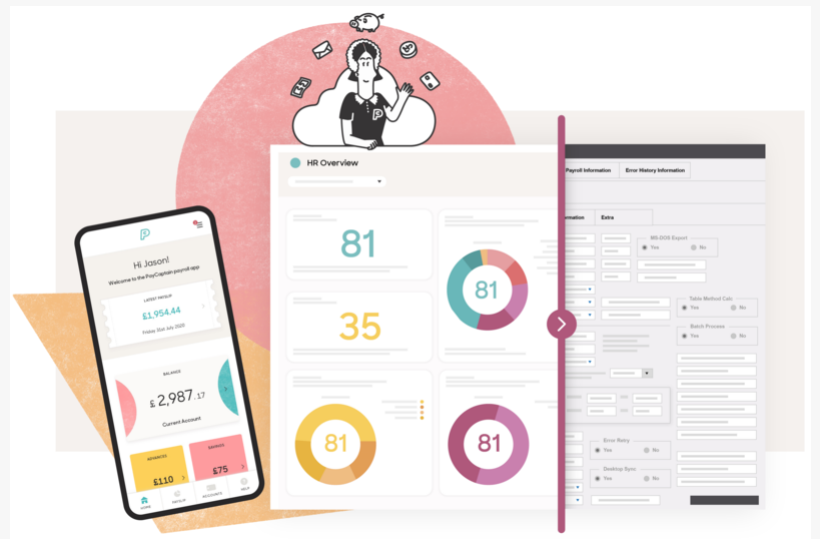 HR Overview
81
35
81
81
81
Payroll Information
Error History Information
Extra
MS-DOS Export
Yes
No
Table Method Calc
Yes
No
Batch Process
Yes
No
Error Retry
Yes
No
Desktop Sync
Yes
No
Hi Jason!
Welcome to the PayCaptain payroll app
LATEST PAYSLIP
£1,954.44
Friday 31st July 2020
BALANCE
£ 2,987.17
Current Account
ADVANCES
£110
SAVINGS
£75
HOME
PAYSLIP
ACCOUNTS
HELP